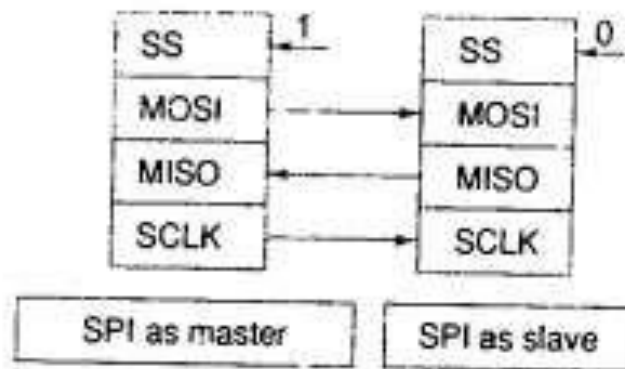 SS 1 SS 0
MOSI MOSI
MISO MISO
SCLK SCLK
SPI as master SPI as slave